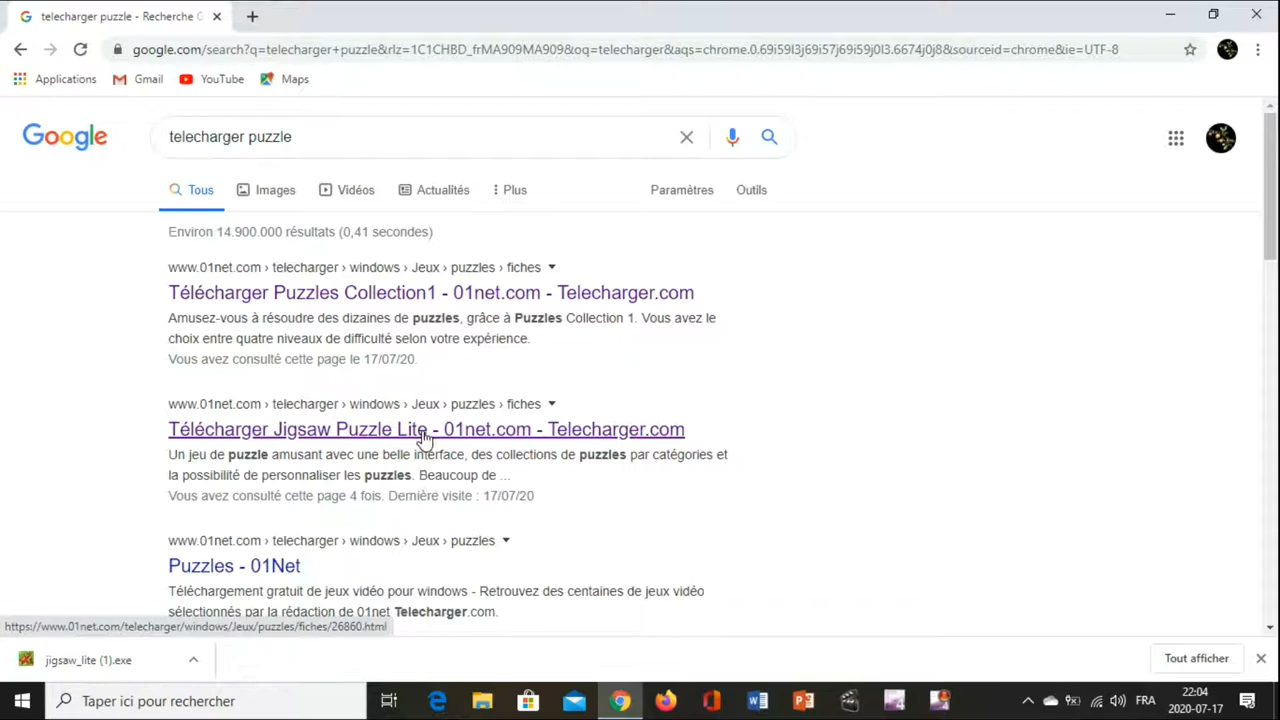 telecharger puzzle - Recherche G
google.com/search?q=telecharger+puzzle&rlz=1C1CHBD_frMA909MA909&oq=telecharger&aqs=chrome.0.69i59l3j69i57j69i59j0l3.6674j0j8&sourceid=chrome&ie=UTF-8
Applications Gmail YouTube Maps
Google telecharger puzzle
Tous Images Vidéos Actualités Plus Paramètres Outils
Environ 14.900.000 résultats (0,41 secondes)
www.01net.com › telecharger › windows › Jeux › puzzles › fiches
Télécharger Puzzles Collection1 - 01net.com - Telecharger.com
Amusez-vous à résoudre des dizaines de puzzles, grâce à Puzzles Collection 1. Vous avez le
choix entre quatre niveaux de difficulté selon votre expérience.
Vous avez consulté cette page le 17/07/20.
www.01net.com › telecharger › windows › Jeux › puzzles › fiches
Télécharger Jigsaw Puzzle Lite - 01net.com - Telecharger.com
Un jeu de puzzle amusant avec une belle interface, des collections de puzzles par catégories et
la possibilité de personnaliser les puzzles. Beaucoup de ...
Vous avez consulté cette page 4 fois. Dernière visite : 17/07/20
www.01net.com › telecharger › windows › Jeux › puzzles
Puzzles - 01Net
Téléchargement gratuit de jeux vidéo pour windows - Retrouvez des centaines de jeux vidéo
sélectionnés par la rédaction de 01net Telecharger.com.
https://www.01net.com/telecharger/windows/Jeux/puzzles/fiches/26860.html
jigsaw_lite (1).exe Tout afficher
Taper ici pour rechercher FRA 22:04
2020-07-17